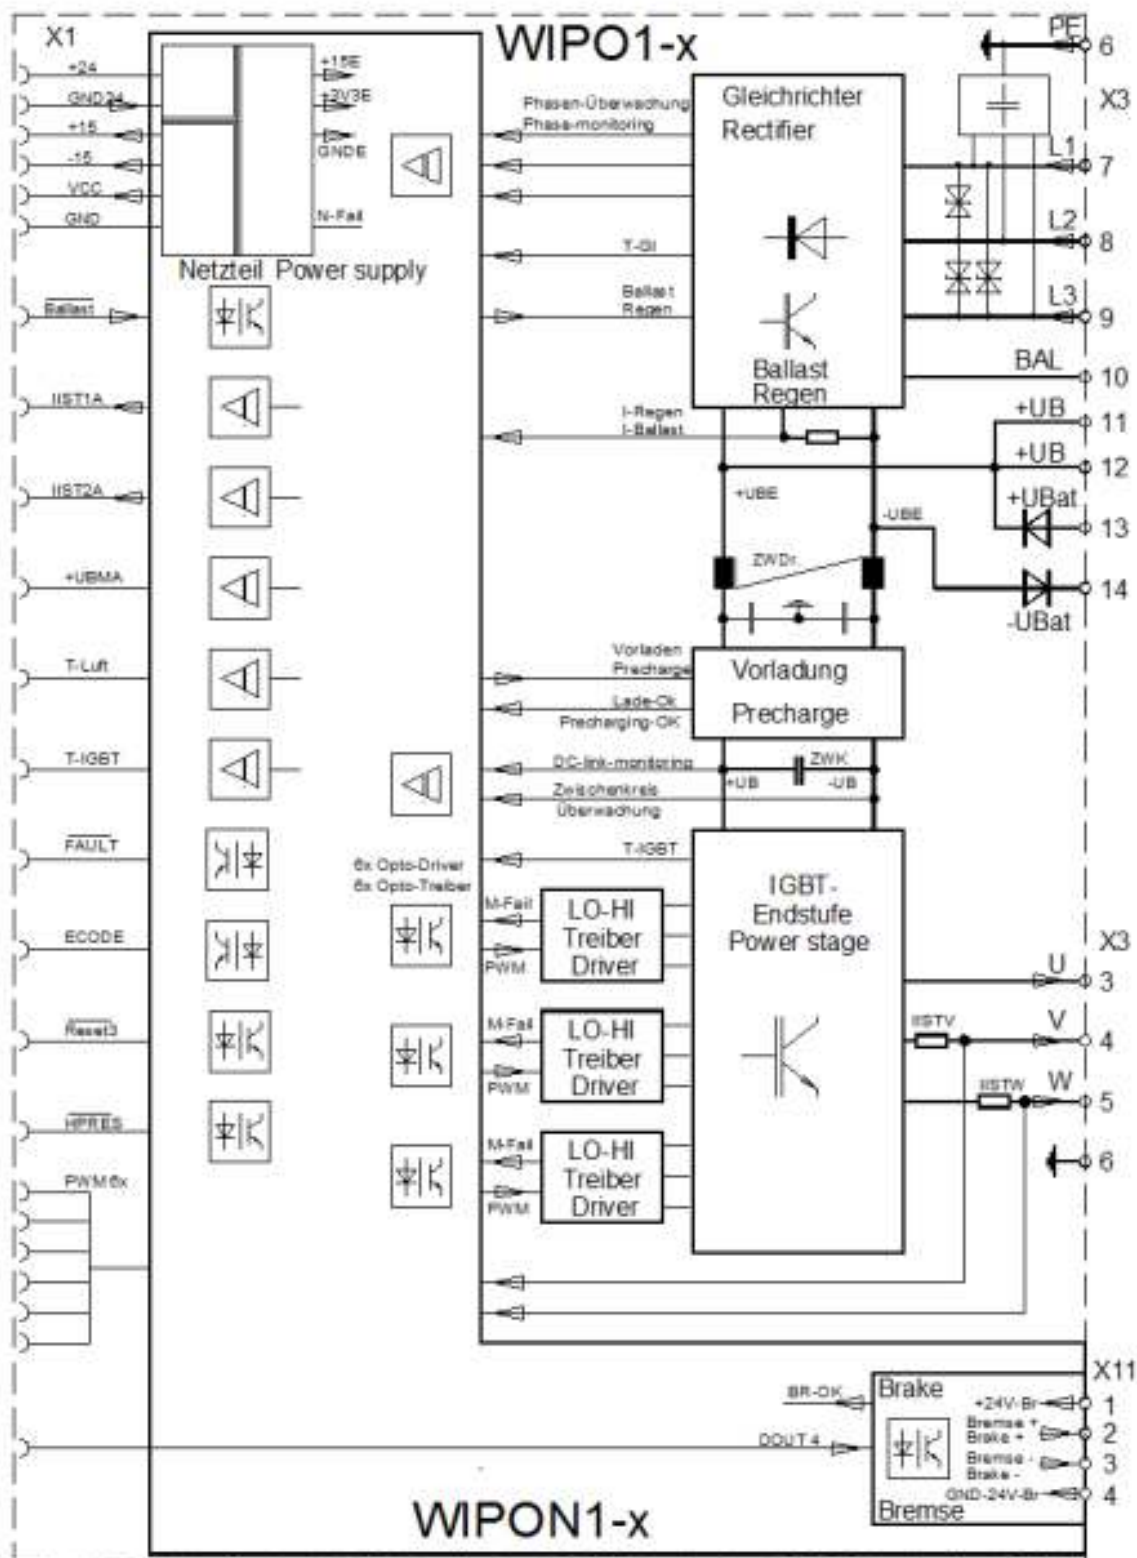 X1
WIPO1-x
PE
6
+24
+15E
X3
GND24
+3V3E
Phasen-Überwachung
Phase-monitoring
Gleichrichter
Rectifier
+15
GNDE
-15
L1
7
VCC
GND
N-Fail
L2
8
T-Gl
Netzteil Power supply
Ballast
Ballast
Regen
L3
9
Ballast
Regen
BAL
10
IIST1A
I-Regen
I-Ballast
+UB
11
+UB
12
IIST2A
+UBE
+UBat
13
-UBE
+UBMA
ZWDr.
14
-UBat
T-Luft
Vorladen
Precharge
Vorladung
Precharge
Lade-Ok
Precharging-OK
T-IGBT
DC-link-monitoring
+UB
ZWK
-UB
Zwischenkreis
Überwachung
FAULT
T-IGBT
6x Opto-Driver
6x Opto-Treiber
IGBT-
Endstufe
Power stage
M-Fail
LO-HI
Treiber
Driver
PWM
ECODE
X3
U
3
Reset3
M-Fail
LO-HI
Treiber
Driver
PWM
IISTV
V
4
IISTW
W
5
HPRES
M-Fail
LO-HI
Treiber
Driver
PWM
6
PWM 6x
X11
BR-OK
Brake
+24V-Br
1
Bremse +
Brake +
2
DOUT 4
Bremse -
Brake -
3
GND-24V-Br
4
Bremse
WIPON1-x